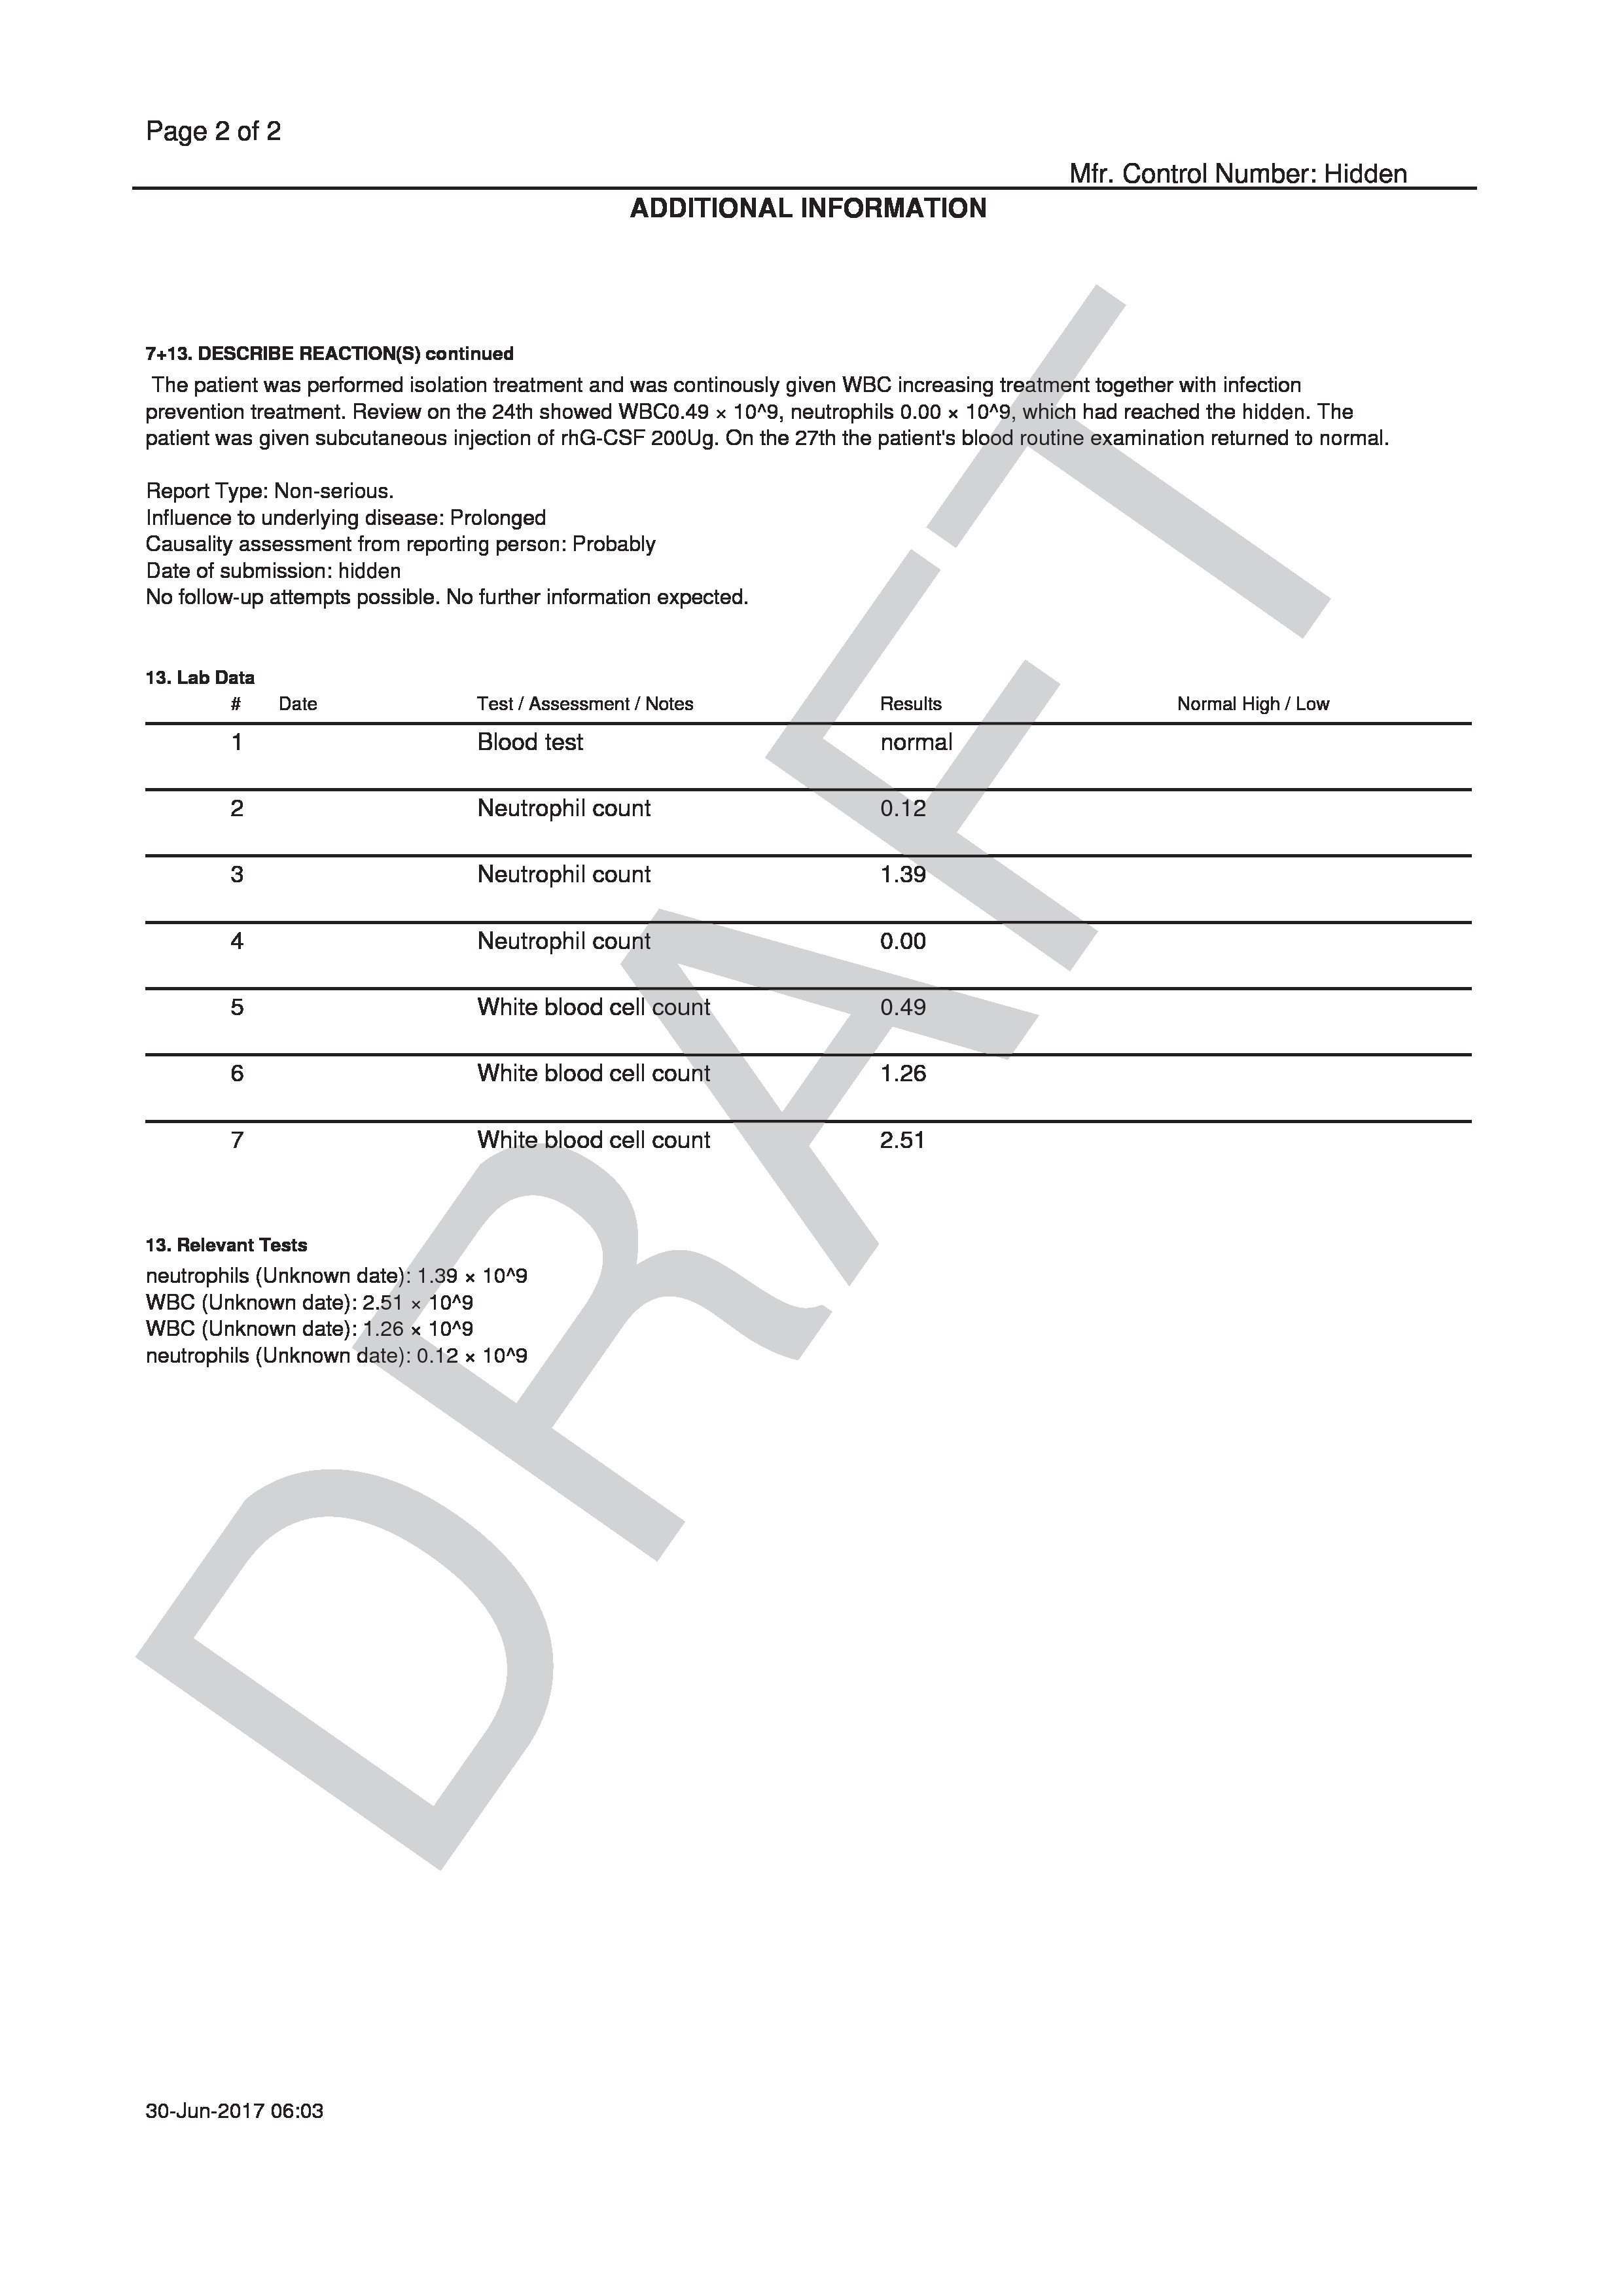 Page 2 of 2
Mfr. Control Number: Hidden
ADDITIONAL INFORMATION
7+13. DESCRIBE REACTION(S) continued
The patient was performed isolation treatment and was continously given WBC increasing treatment together with infection
prevention treatment. Review on the 24th showed WBC0.49 × 10^9, neutrophils 0.00 × 10^9, which had reached the hidden. The
patient was given subcutaneous injection of rhG-CSF 200Ug. On the 27th the patient's blood routine examination returned to normal.
Report Type: Non-serious.
Influence to underlying disease: Prolonged
Causality assessment from reporting person: Probably
Date of submission: hidden
No follow-up attempts possible. No further information expected.
13. Lab Data
# Date Test / Assessment / Notes Results Normal High / Low
1 Blood test normal
2 Neutrophil count 0.12
3 Neutrophil count 1.39
4 Neutrophil count 0.00
5 White blood cell count 0.49
6 White blood cell count 1.26
7 White blood cell count 2.51
13. Relevant Tests
neutrophils (Unknown date): 1.39 × 10^9
WBC (Unknown date): 2.51 × 10^9
WBC (Unknown date): 1.26 × 10^9
neutrophils (Unknown date): 0.12 × 10^9
30-Jun-2017 06:03
DRAFT